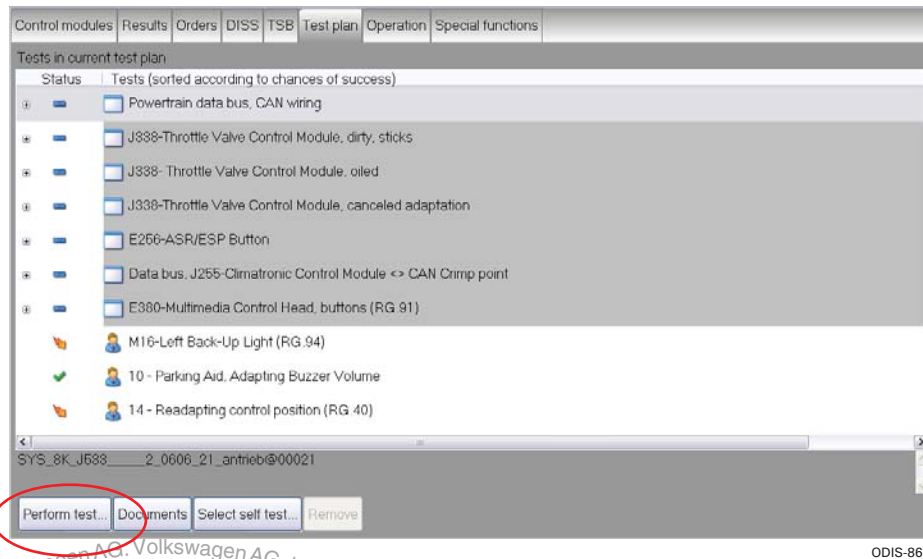 Control modules Results Orders DISS TSB Test plan Operation Special functions
Tests in current test plan
Status Tests (sorted according to chances of success)
Powertrain data bus, CAN wiring
J338-Throttle Valve Control Module, dirty, sticks
J338- Throttle Valve Control Module, oiled
J338-Throttle Valve Control Module, canceled adaptation
E256-ASR/ESP Button
Data bus, J255-Climatronic Control Module <> CAN Crimp point
E380-Multimedia Control Head, buttons (RG 91)
M16-Left Back-Up Light (RG.94)
10 - Parking Aid, Adapting Buzzer Volume
14 - Readapting control position (RG 40)
SYS_8K_J533_____2_0606_21_antrieb@00021
Perform test... Documents Select self test... Remove
AG. Volkswagen AG
ODIS-86